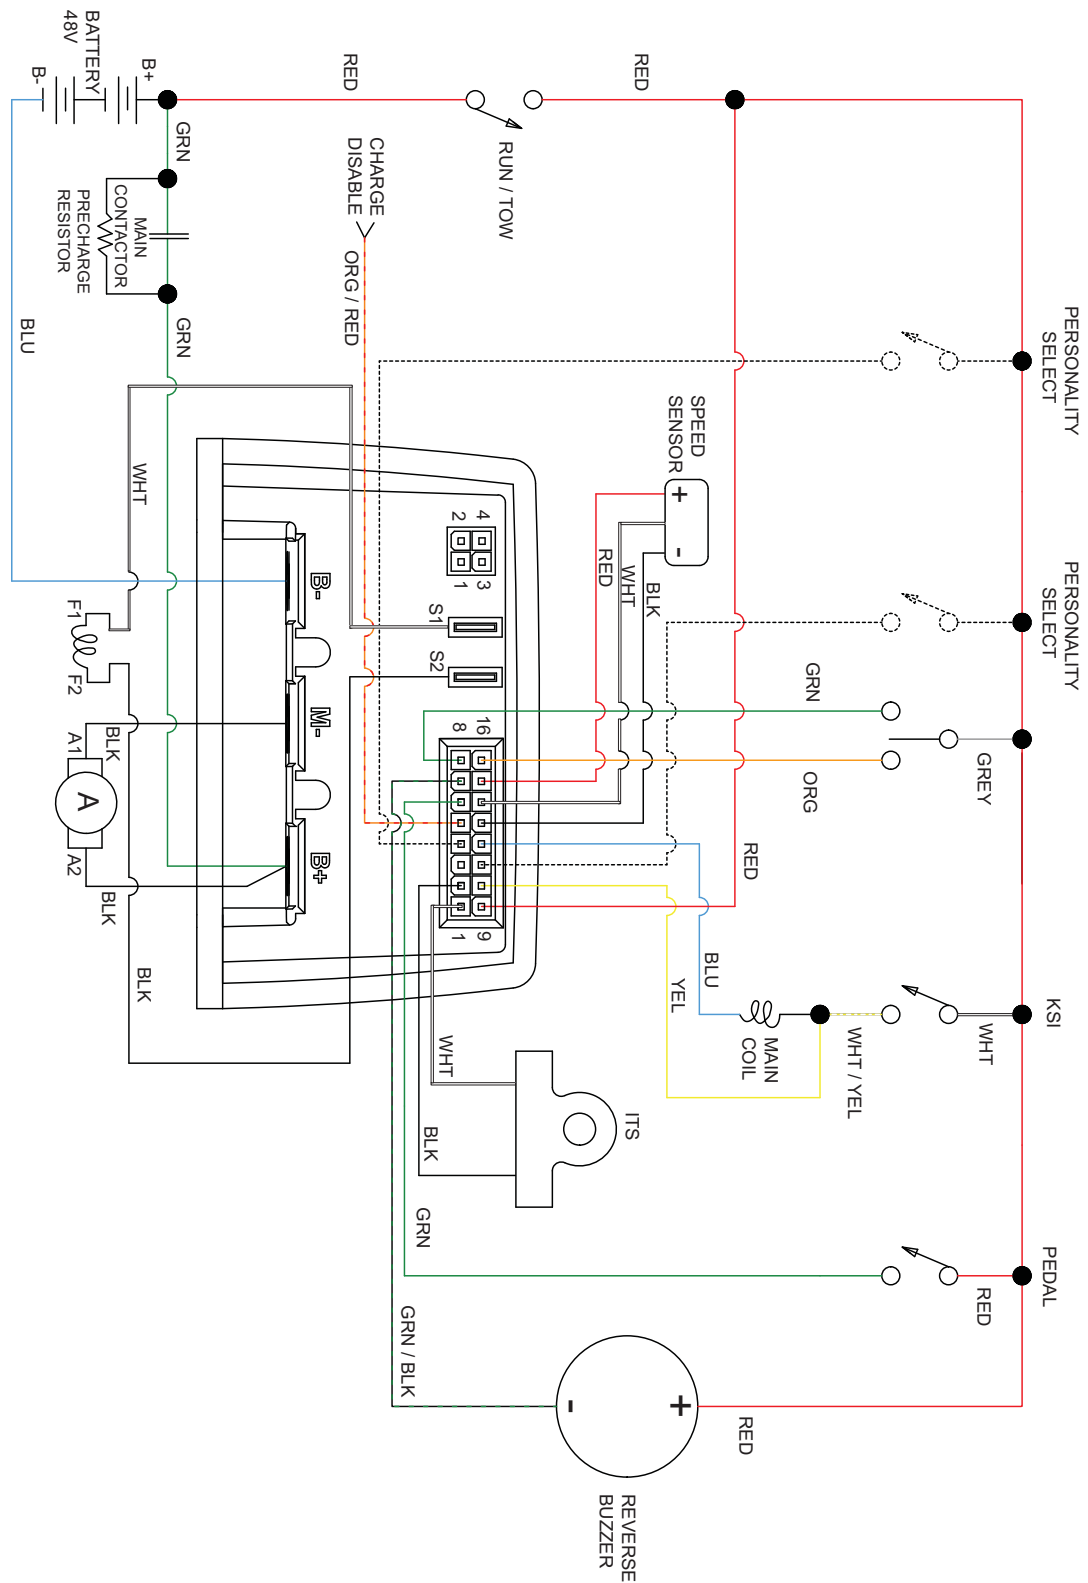 PERSONALITY
SELECT
PERSONALITY
SELECT
GREY
KSI
WHT
PEDAL
RED
RED
RED
RUN / TOW
CHARGE
DISABLE
ORG / RED
SPEED
SENSOR
+
-
RED
WHT
BLK
GRN
ORG
RED
BLU
YEL
MAIN
COIL
WHT / YEL
ITS
WHT
BLK
GRN
GRN / BLK
+
-
RED
REVERSE
BUZZER
BATTERY
48V
B+
B-
GRN
MAIN
CONTACTOR
PRECHARGE
RESISTOR
GRN
BLU
WHT
4
2
3
1
S1
S2
16
8
9
1
B-
M-
B+
F1
F2
A1
BLK
A
A2
BLK
BLK